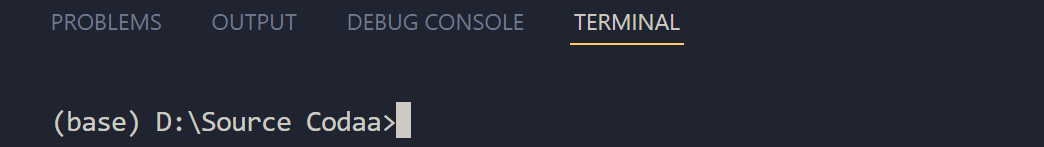 PROBLEMS OUTPUT DEBUG CONSOLE TERMINAL
(base) D:\Source Codaa>